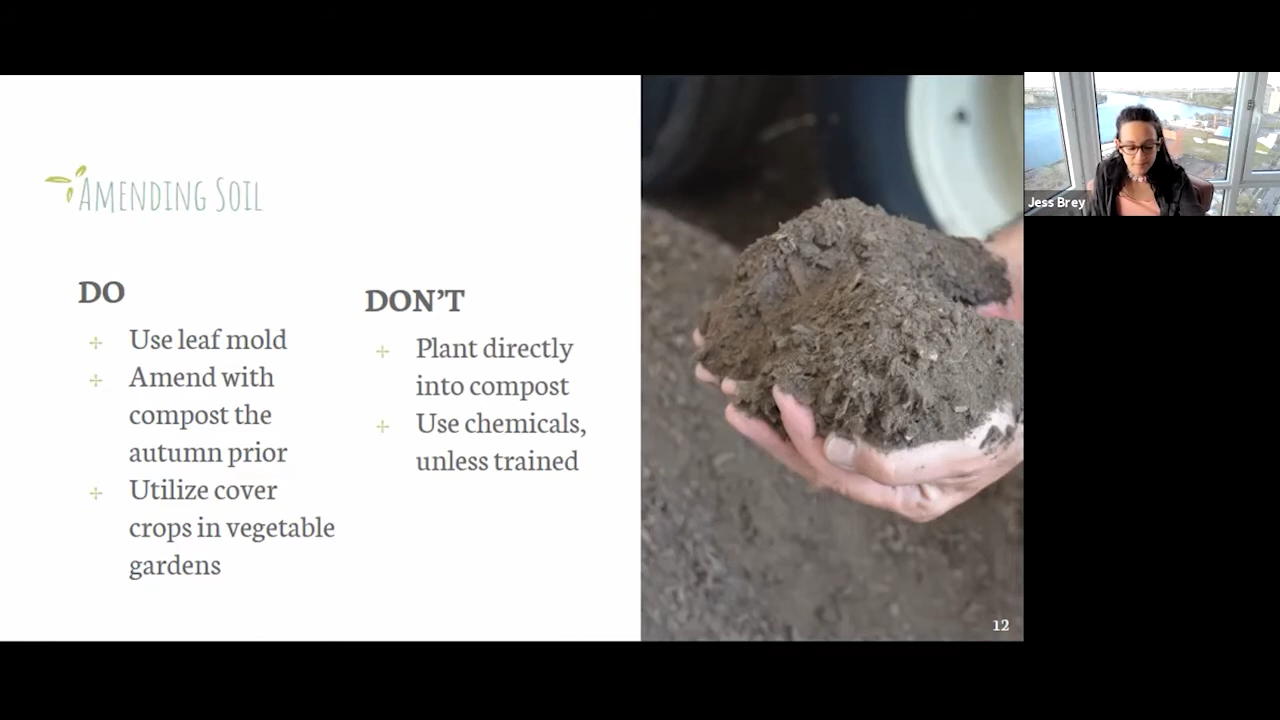 Amending Soil
DO
Use leaf mold
Amend with
compost the
autumn prior
Utilize cover
crops in vegetable
gardens
DON’T
Plant directly
into compost
Use chemicals,
unless trained
12
Jess Brey